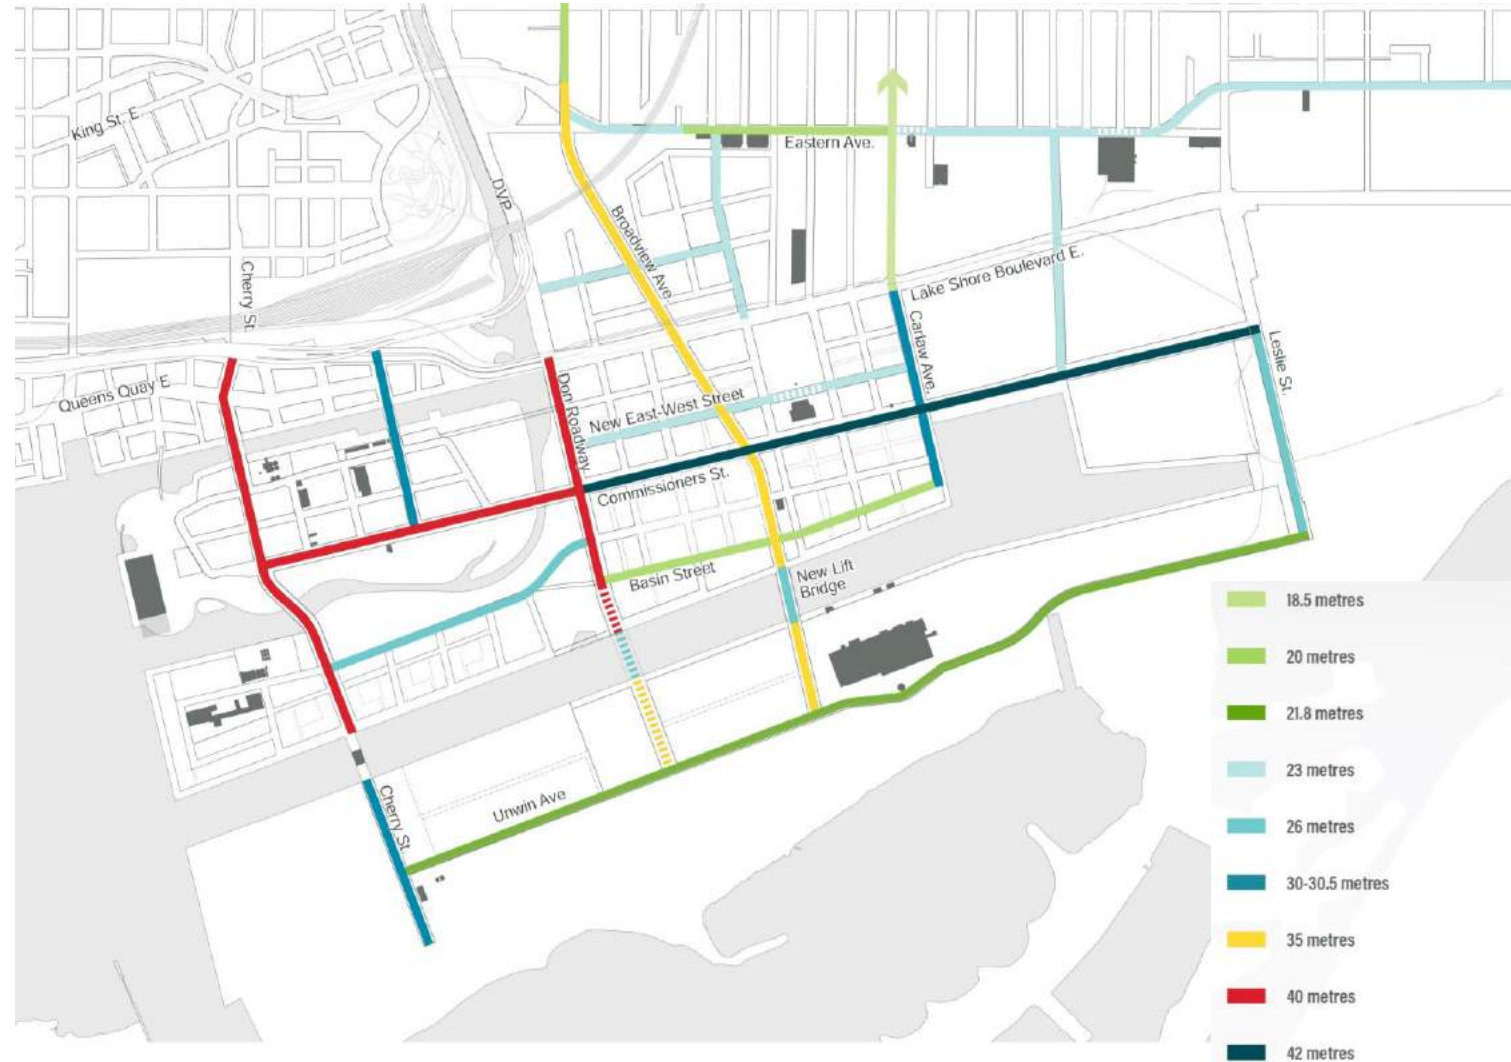 King St. E
Eastern Ave.
DVP
Broadview Ave.
Cherry St.
Lake Shore Boulevard E.
Carlaw Ave.
Leslie St.
Queens Quay E
Don Roadway
New East-West Street
Commissioners St.
Basin Street
New Lift
Bridge
Unwin Ave
Cherry St.
18.5 metres
20 metres
21.8 metres
23 metres
26 metres
30-30.5 metres
35 metres
40 metres
42 metres